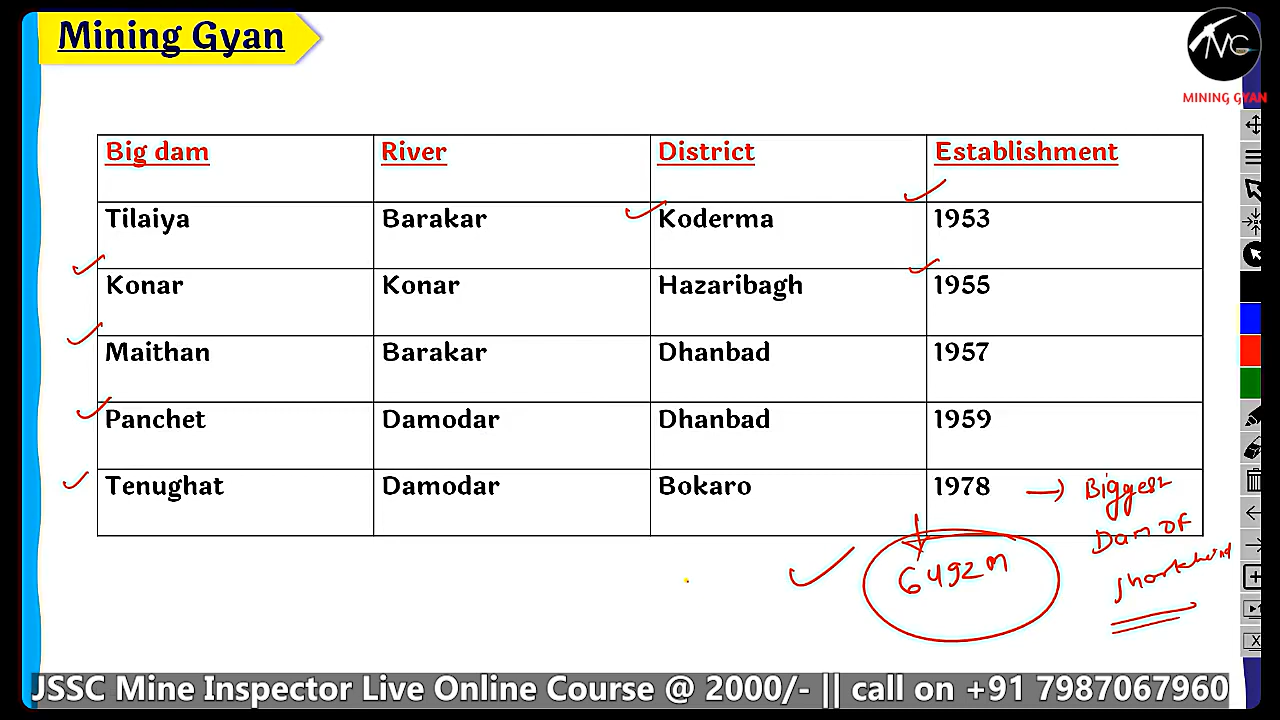 Mining Gyan
MINING GYAN
Big dam River District Establishment
Tilaiya Barakar Koderma 1953
Konar Konar Hazaribagh 1955
Maithan Barakar Dhanbad 1957
Panchet Damodar Dhanbad 1959
Tenughat Damodar Bokaro 1978 → Biggest
Dam of
Jharkhand
6492 m
JSSC Mine Inspector Live Online Course @ 2000/- || call on +91 7987067960